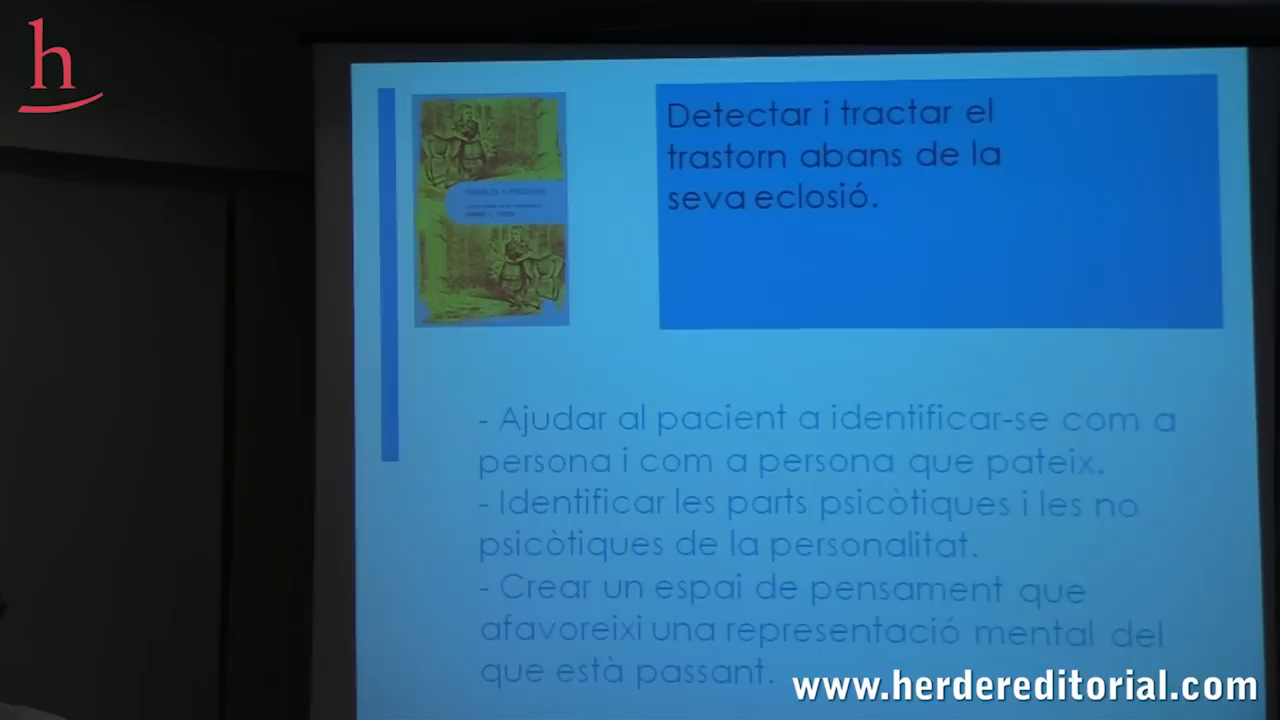 h
Detectar i tractar el
trastorn abans de la
seva eclosió.
- Ajudar al pacient a identificar-se com a
persona i com a persona que pateix.
- Identificar les parts psicòtiques i les no
psicòtiques de la personalitat.
- Crear un espai de pensament que
afavoreixi una representació mental del
que està passant.
www.herdereditorial.com